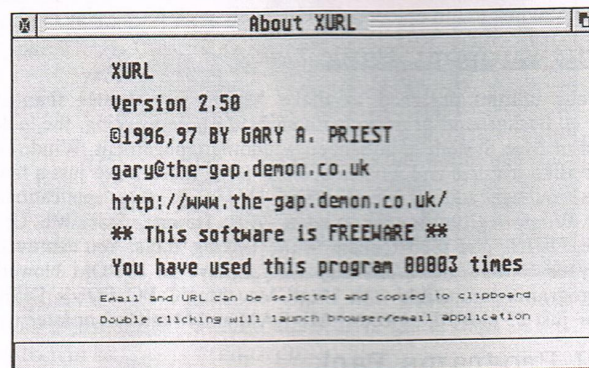 About XURL
XURL
Version 2.50
©1996,97 BY GARY A. PRIEST
gary@the-gap.demon.co.uk
http://www.the-gap.demon.co.uk/
** This software is FREEWARE **
You have used this program 00003 times
Email and URL can be selected and copied to clipboard
Double clicking will launch browser/email application